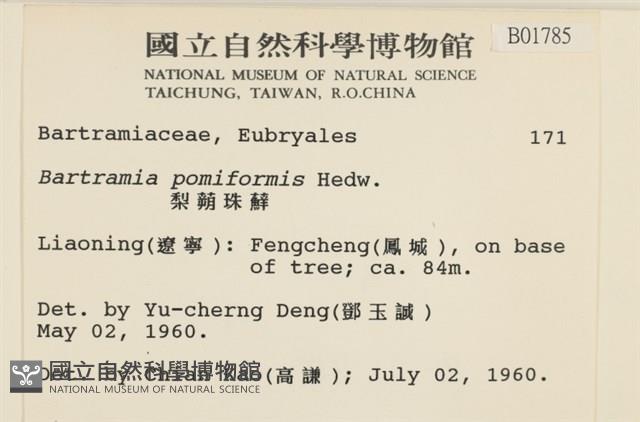 國立自然科學博物館
B01785
NATIONAL MUSEUM OF NATURAL SCIENCE
TAICHUNG, TAIWAN, R.O.CHINA
Bartramiaceae, Eubryales 171
Bartramia pomiformis Hedw.
梨蒴珠蘚
Liaoning(遼寧): Fengcheng(鳳城), on base
of tree; ca. 84m.
Det. by Yu-cherng Deng(鄧玉誠)
May 02, 1960.
by Chian Kao(高謙); July 02, 1960.
國立自然科學博物館
NATIONAL MUSEUM OF NATURAL SCIENCE